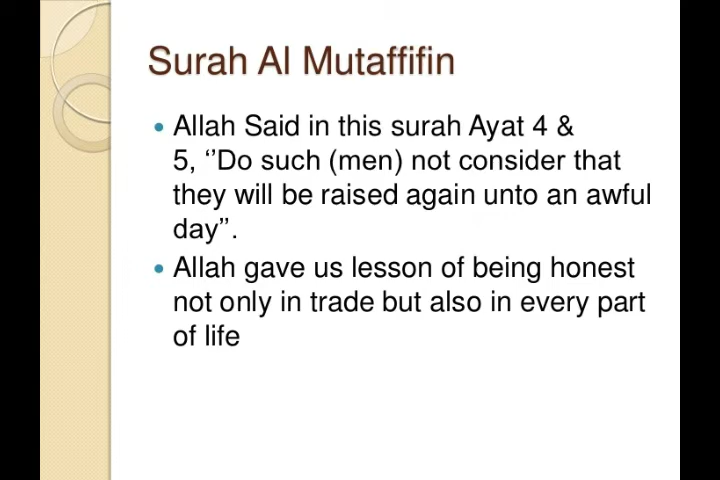 Surah Al Mutaffifin
• Allah Said in this surah Ayat 4 &
5, ‘’Do such (men) not consider that
they will be raised again unto an awful
day’’.
• Allah gave us lesson of being honest
not only in trade but also in every part
of life